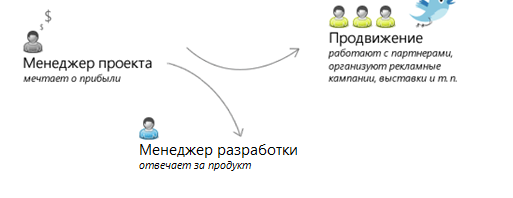 $
$
Менеджер проекта
мечтает о прибыли
Продвижение
работают с партнерами,
организуют рекламные
кампании, выставки и т. п.
Менеджер разработки
отвечает за продукт